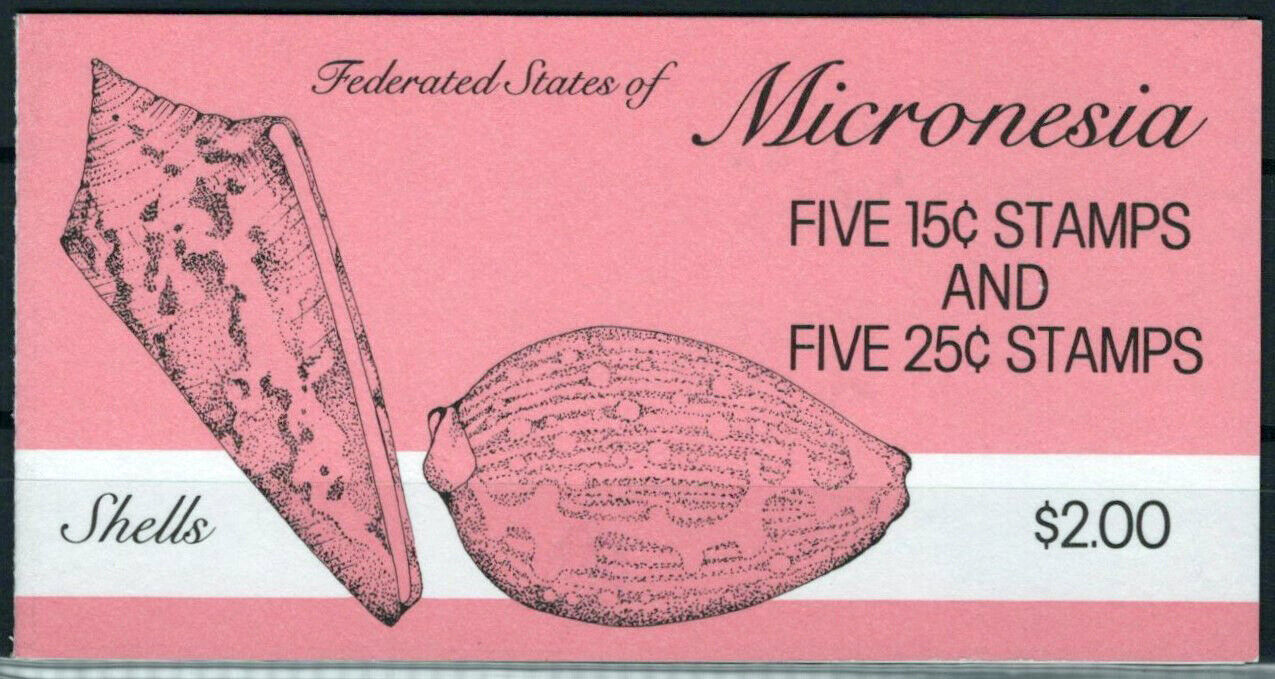 Federated States of Micronesia
FIVE 15¢ STAMPS
AND
FIVE 25¢ STAMPS
Shells
$2.00